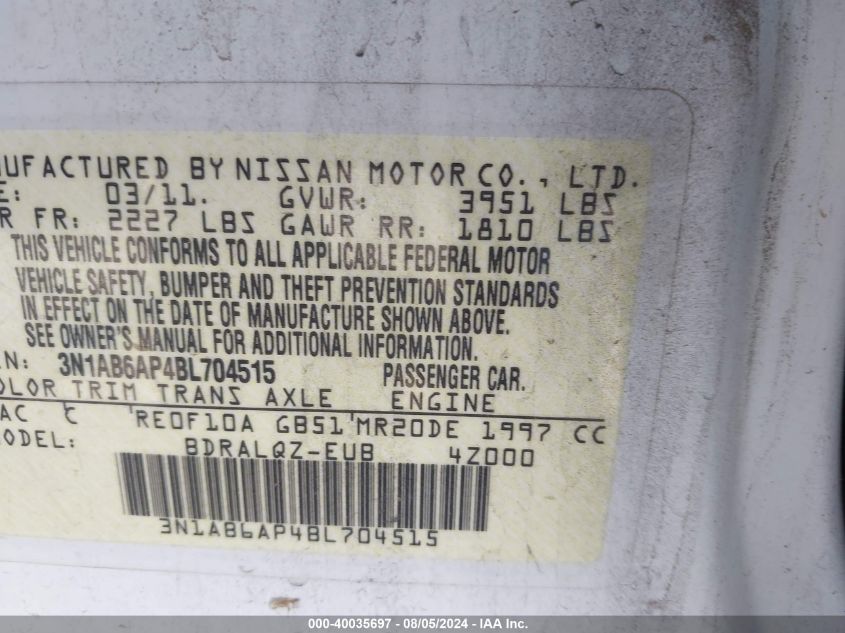 UFACTURED BY NISSAN MOTOR CO., LTD.
E: 03/11. GVWR: 3951 LBS
R FR: 2227 LBS GAWR RR: 1810 LBS
THIS VEHICLE CONFORMS TO ALL APPLICABLE FEDERAL MOTOR
VEHICLE SAFETY, BUMPER AND THEFT PREVENTION STANDARDS
IN EFFECT ON THE DATE OF MANUFACTURE SHOWN ABOVE.
SEE OWNER'S MANUAL FOR ADDITIONAL INFORMATION.
N: 3N1AB6AP4BL704515 PASSENGER CAR.
OLOR TRIM TRANS AXLE ENGINE
AC C RE0F10A GB51 MR20DE 1997 CC
ODEL: BDRALQZ-EUB 4Z000
3N1AB6AP4BL704515
000-40035697 - 08/05/2024 - IAA Inc.